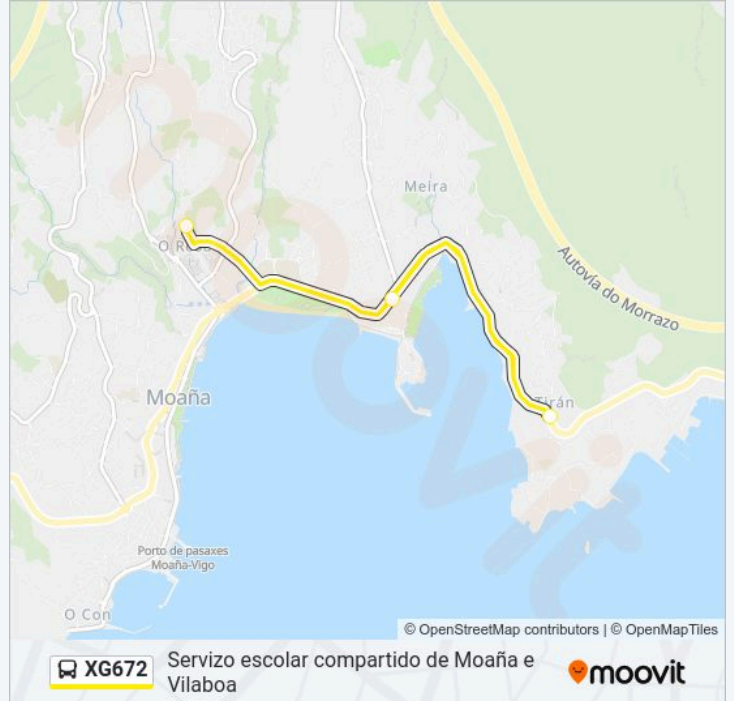 Meira
O R
Autovía do Morrazo
Tirán
Moaña
Porto de pasaxes
Moaña-Vigo
O Con
© OpenStreetMap contributors | © OpenMapTiles
XG672
Servizo escolar compartido de Moaña e
Vilaboa
moovit